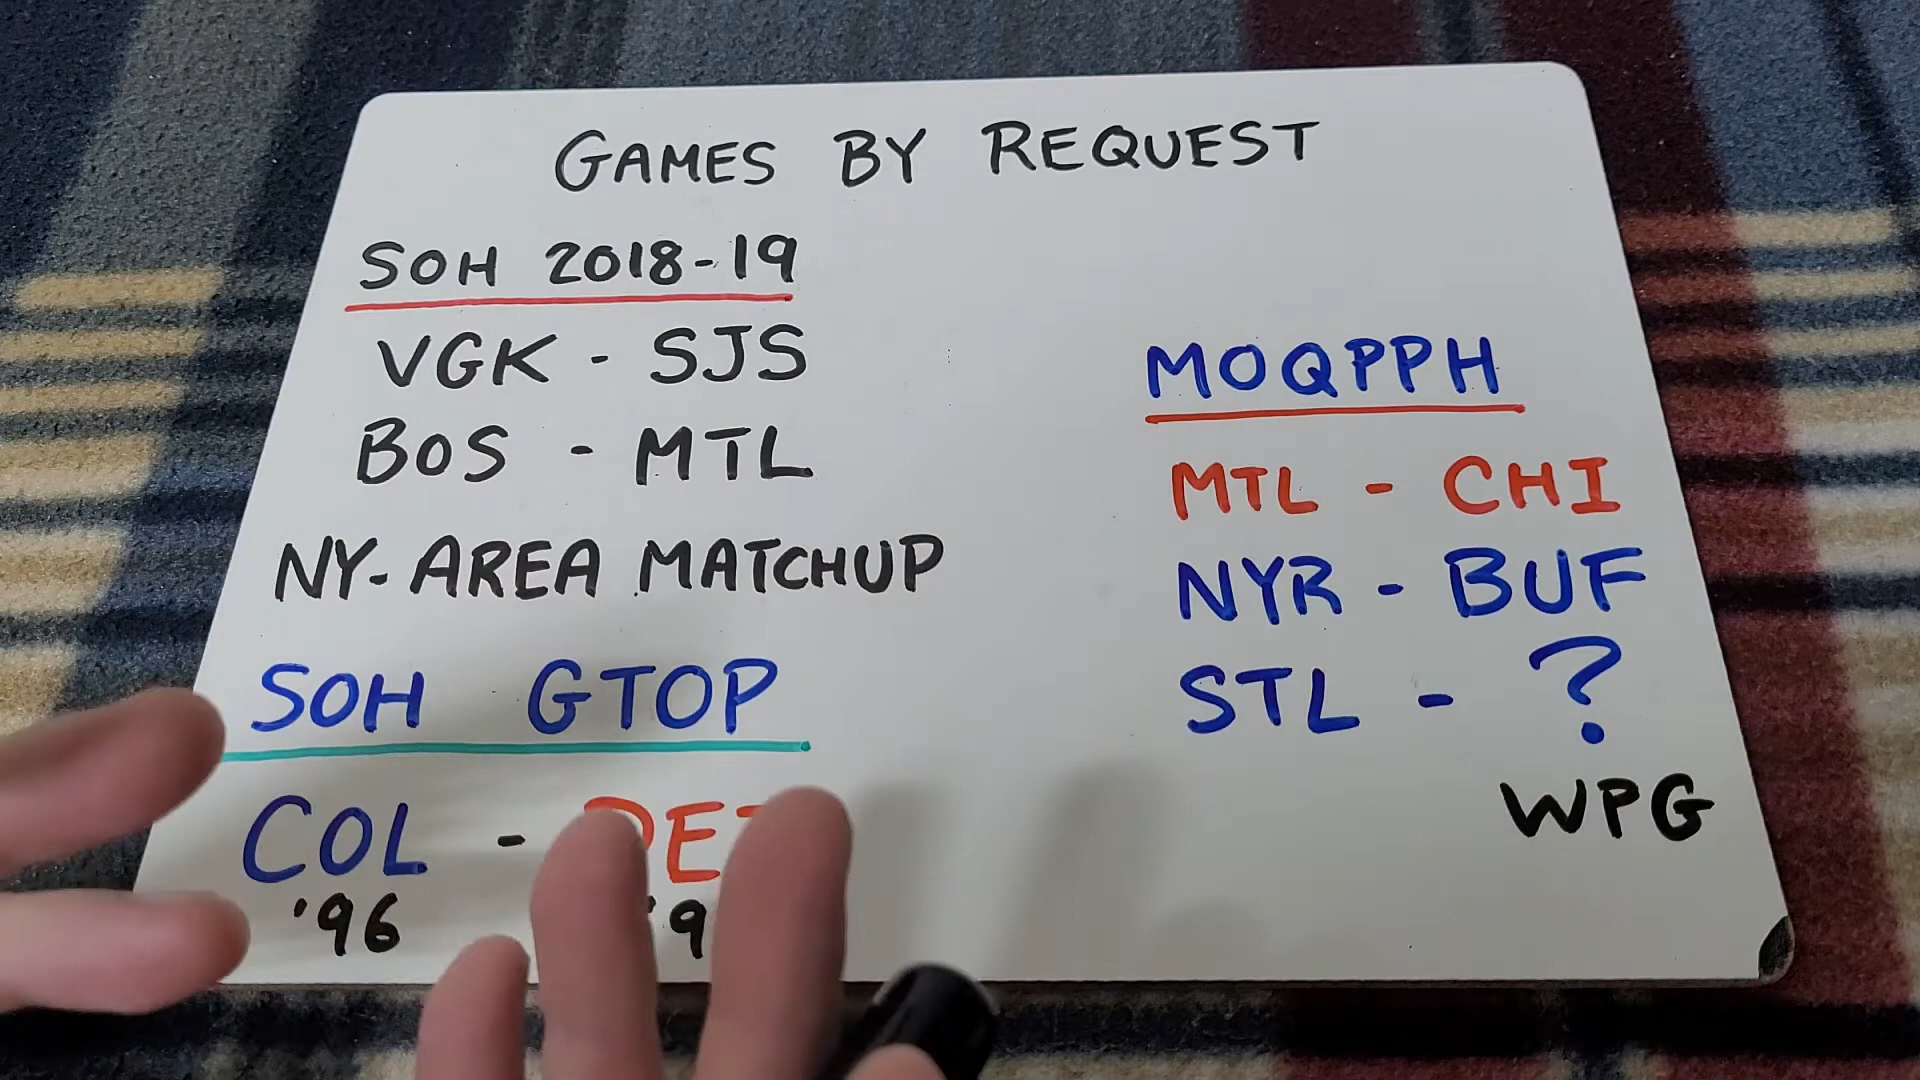 GAMES BY REQUEST
SOH 2018-19
VGK - SJS
BOS - MTL
NY-AREA MATCHUP
SOH GTOP
COL -
'96
MOQPPH
MTL - CHI
NYR - BUF
STL - ?
WPG